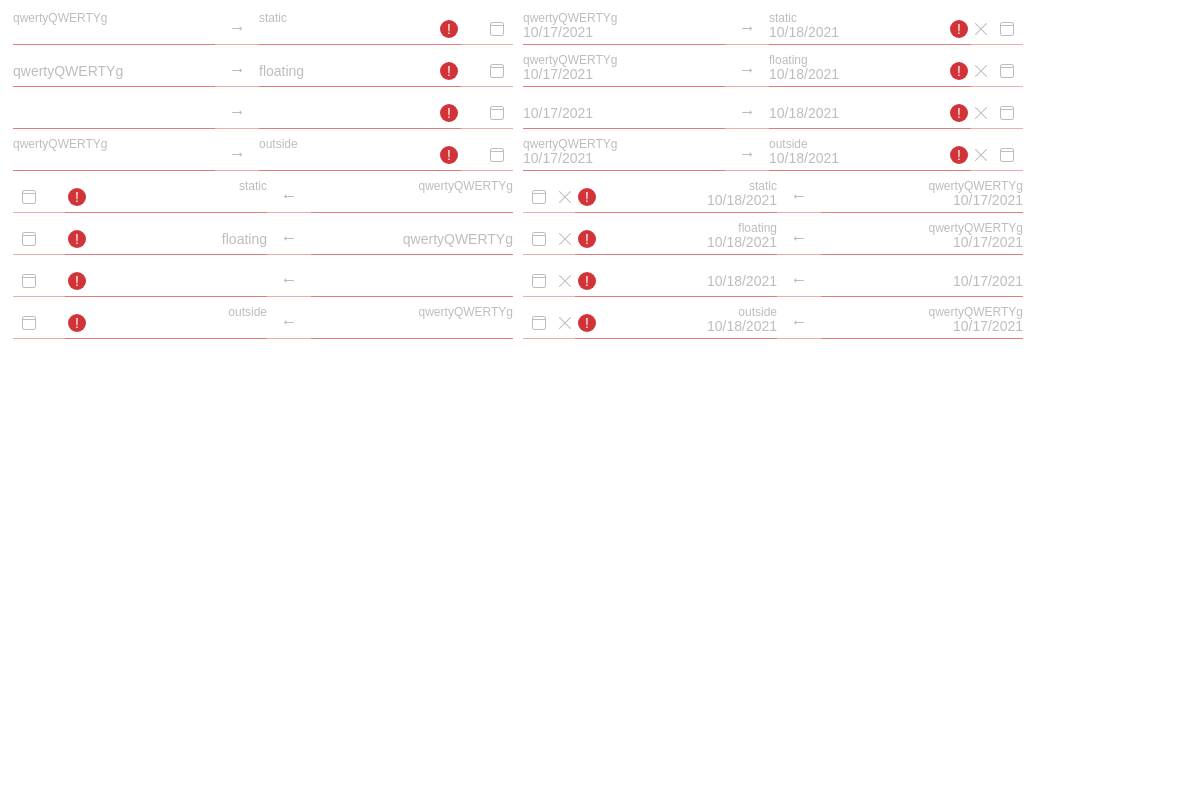 qwertyQWERTYg → static ! qwertyQWERTYg → static !
10/17/2021 10/18/2021
qwertyQWERTYg → floating ! qwertyQWERTYg → floating !
10/17/2021 10/18/2021
→ ! 10/17/2021 → 10/18/2021 !
qwertyQWERTYg → outside ! qwertyQWERTYg → outside !
10/17/2021 10/18/2021
! static ← qwertyQWERTYg ! static ← qwertyQWERTYg
10/18/2021 10/17/2021
! floating ← qwertyQWERTYg ! floating ← qwertyQWERTYg
10/18/2021 10/17/2021
! ← ! 10/18/2021 ← 10/17/2021
! outside ← qwertyQWERTYg ! outside ← qwertyQWERTYg
10/18/2021 10/17/2021